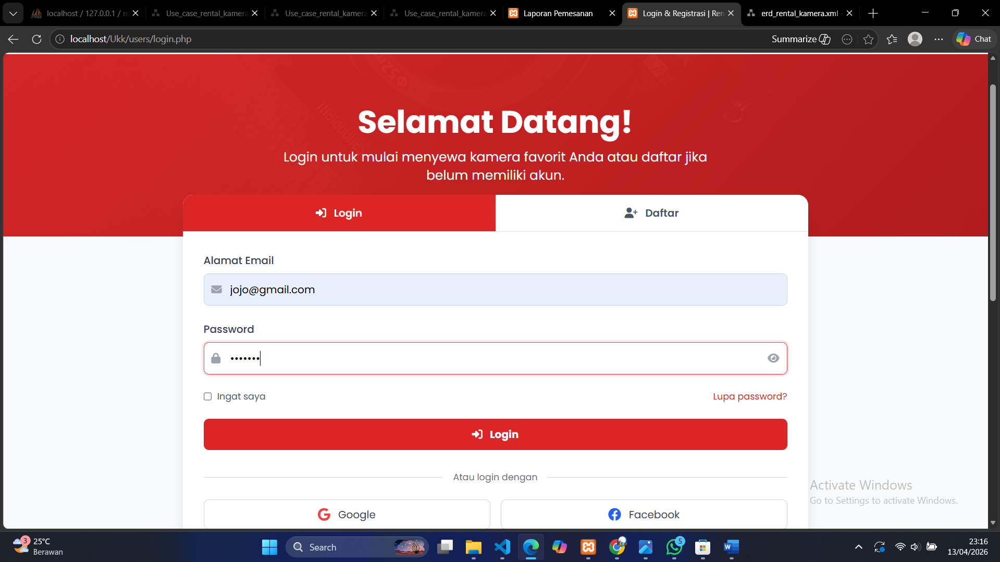 localhost / 127.0.0.1 / re
Use_case_rental_kamera
Use_case_rental_kamera
Use_case_rental_kamera
Laporan Pemesanan
Login & Registrasi | Ren
erd_rental_kamera.xml
localhost/Ukk/users/login.php
Summarize
Chat
Selamat Datang!
Login untuk mulai menyewa kamera favorit Anda atau daftar jika
belum memiliki akun.
Login
Daftar
Alamat Email
jojo@gmail.com
Password
•••••••
Ingat saya
Lupa password?
Login
Atau login dengan
Google
Facebook
Activate Windows
Go to Settings to activate Windows.
3
25°C
Berawan
Search
5
23:16
13/04/2026